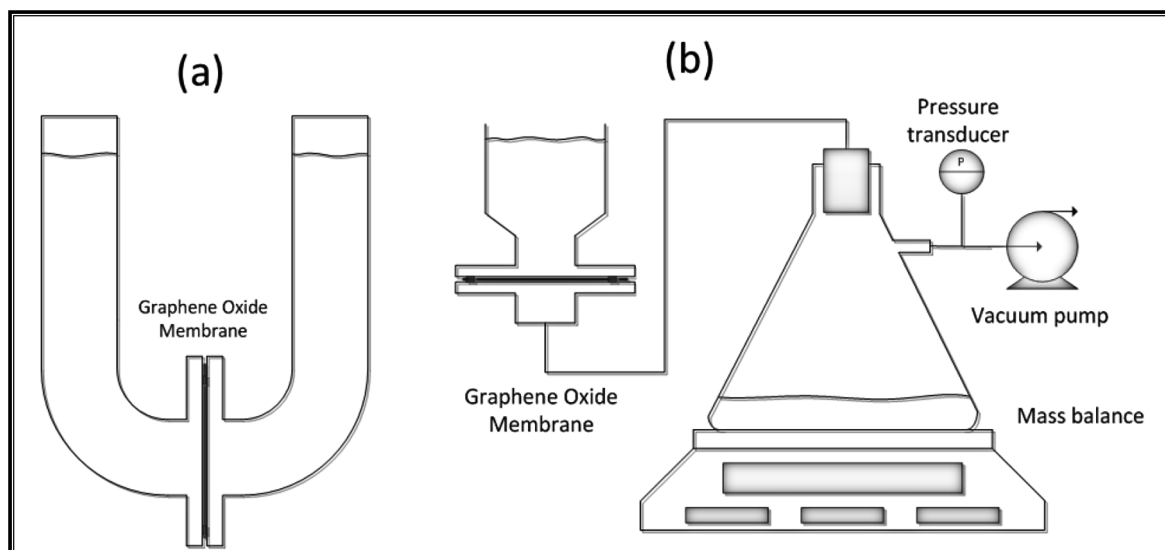 (a)
(b)
Pressure
transducer
P
Graphene Oxide
Membrane
Vacuum pump
Graphene Oxide
Membrane
Mass balance